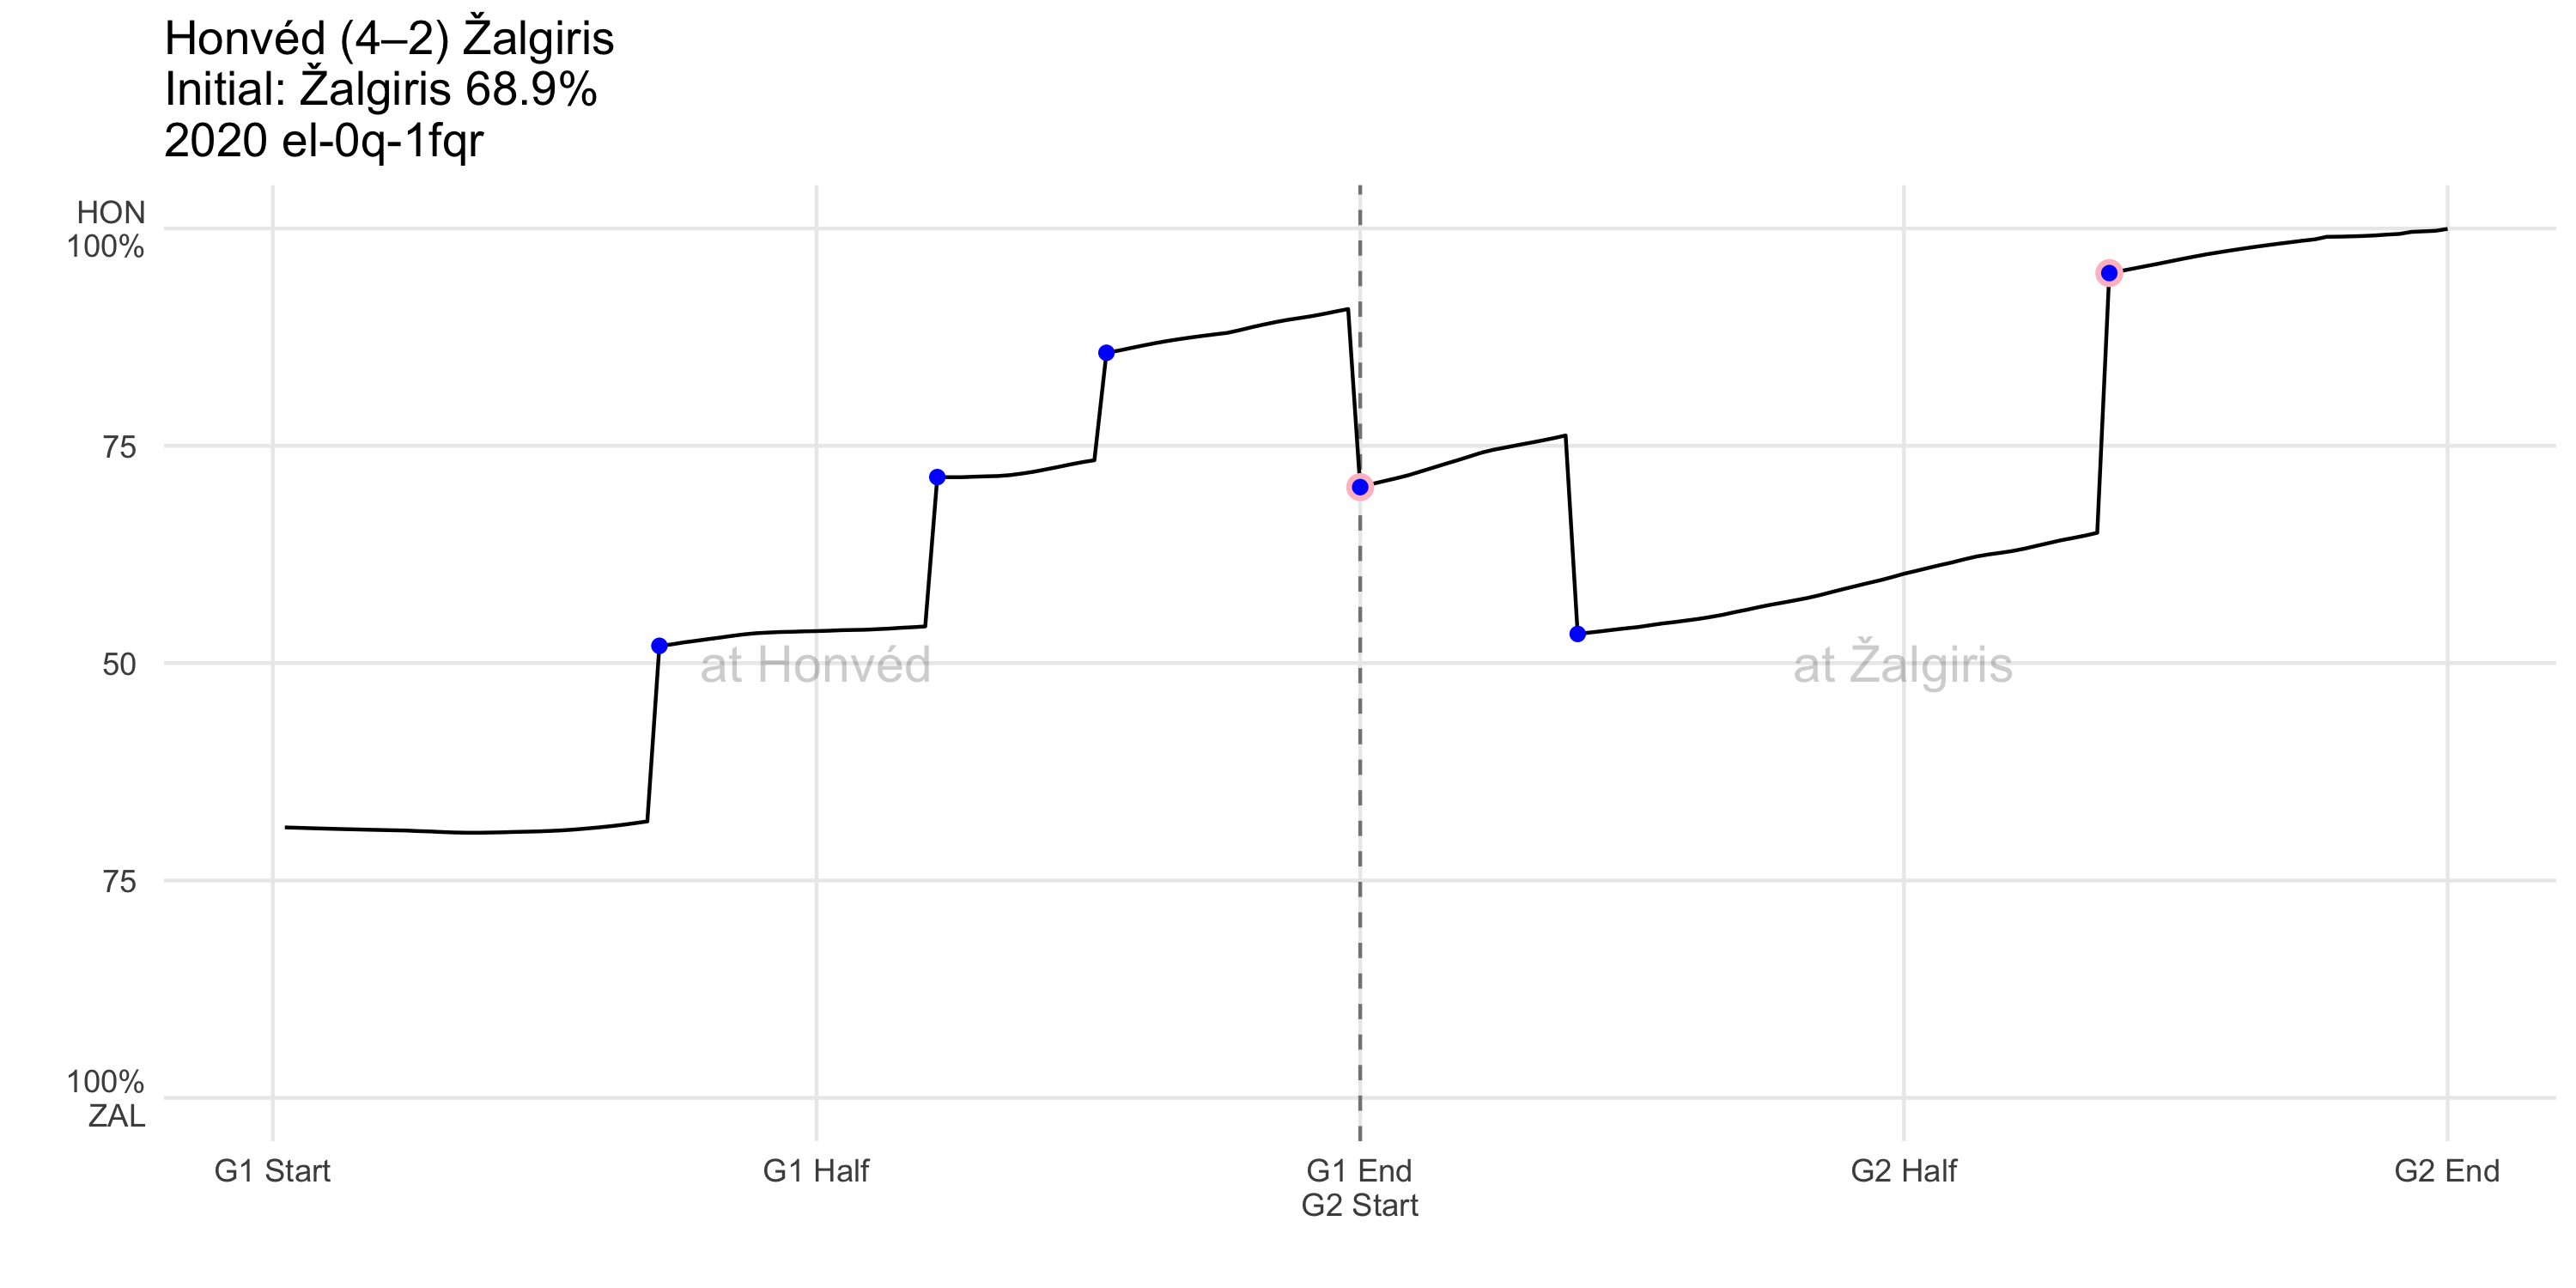 Honvéd (4–2) Žalgiris
Initial: Žalgiris 68.9%
2020 el-0q-1fqr
HON
100%
75
50
75
100%
ZAL
at Honvéd
at Žalgiris
G1 Start
G1 Half
G1 End
G2 Start
G2 Half
G2 End